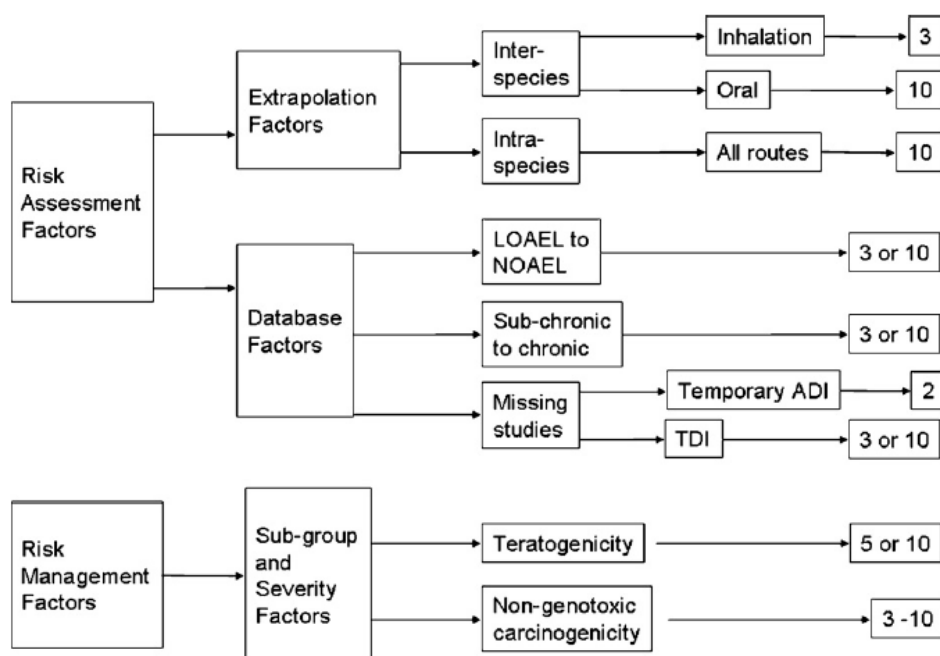 Risk
Assessment
Factors
Extrapolation
Factors
Inter-
species
Inhalation
3
Oral
10
Intra-
species
All routes
10
Database
Factors
LOAEL to
NOAEL
3 or 10
Sub-chronic
to chronic
3 or 10
Missing
studies
Temporary ADI
2
TDI
3 or 10
Risk
Management
Factors
Sub-group
and
Severity
Factors
Teratogenicity
5 or 10
Non-genotoxic
carcinogenicity
3 -10